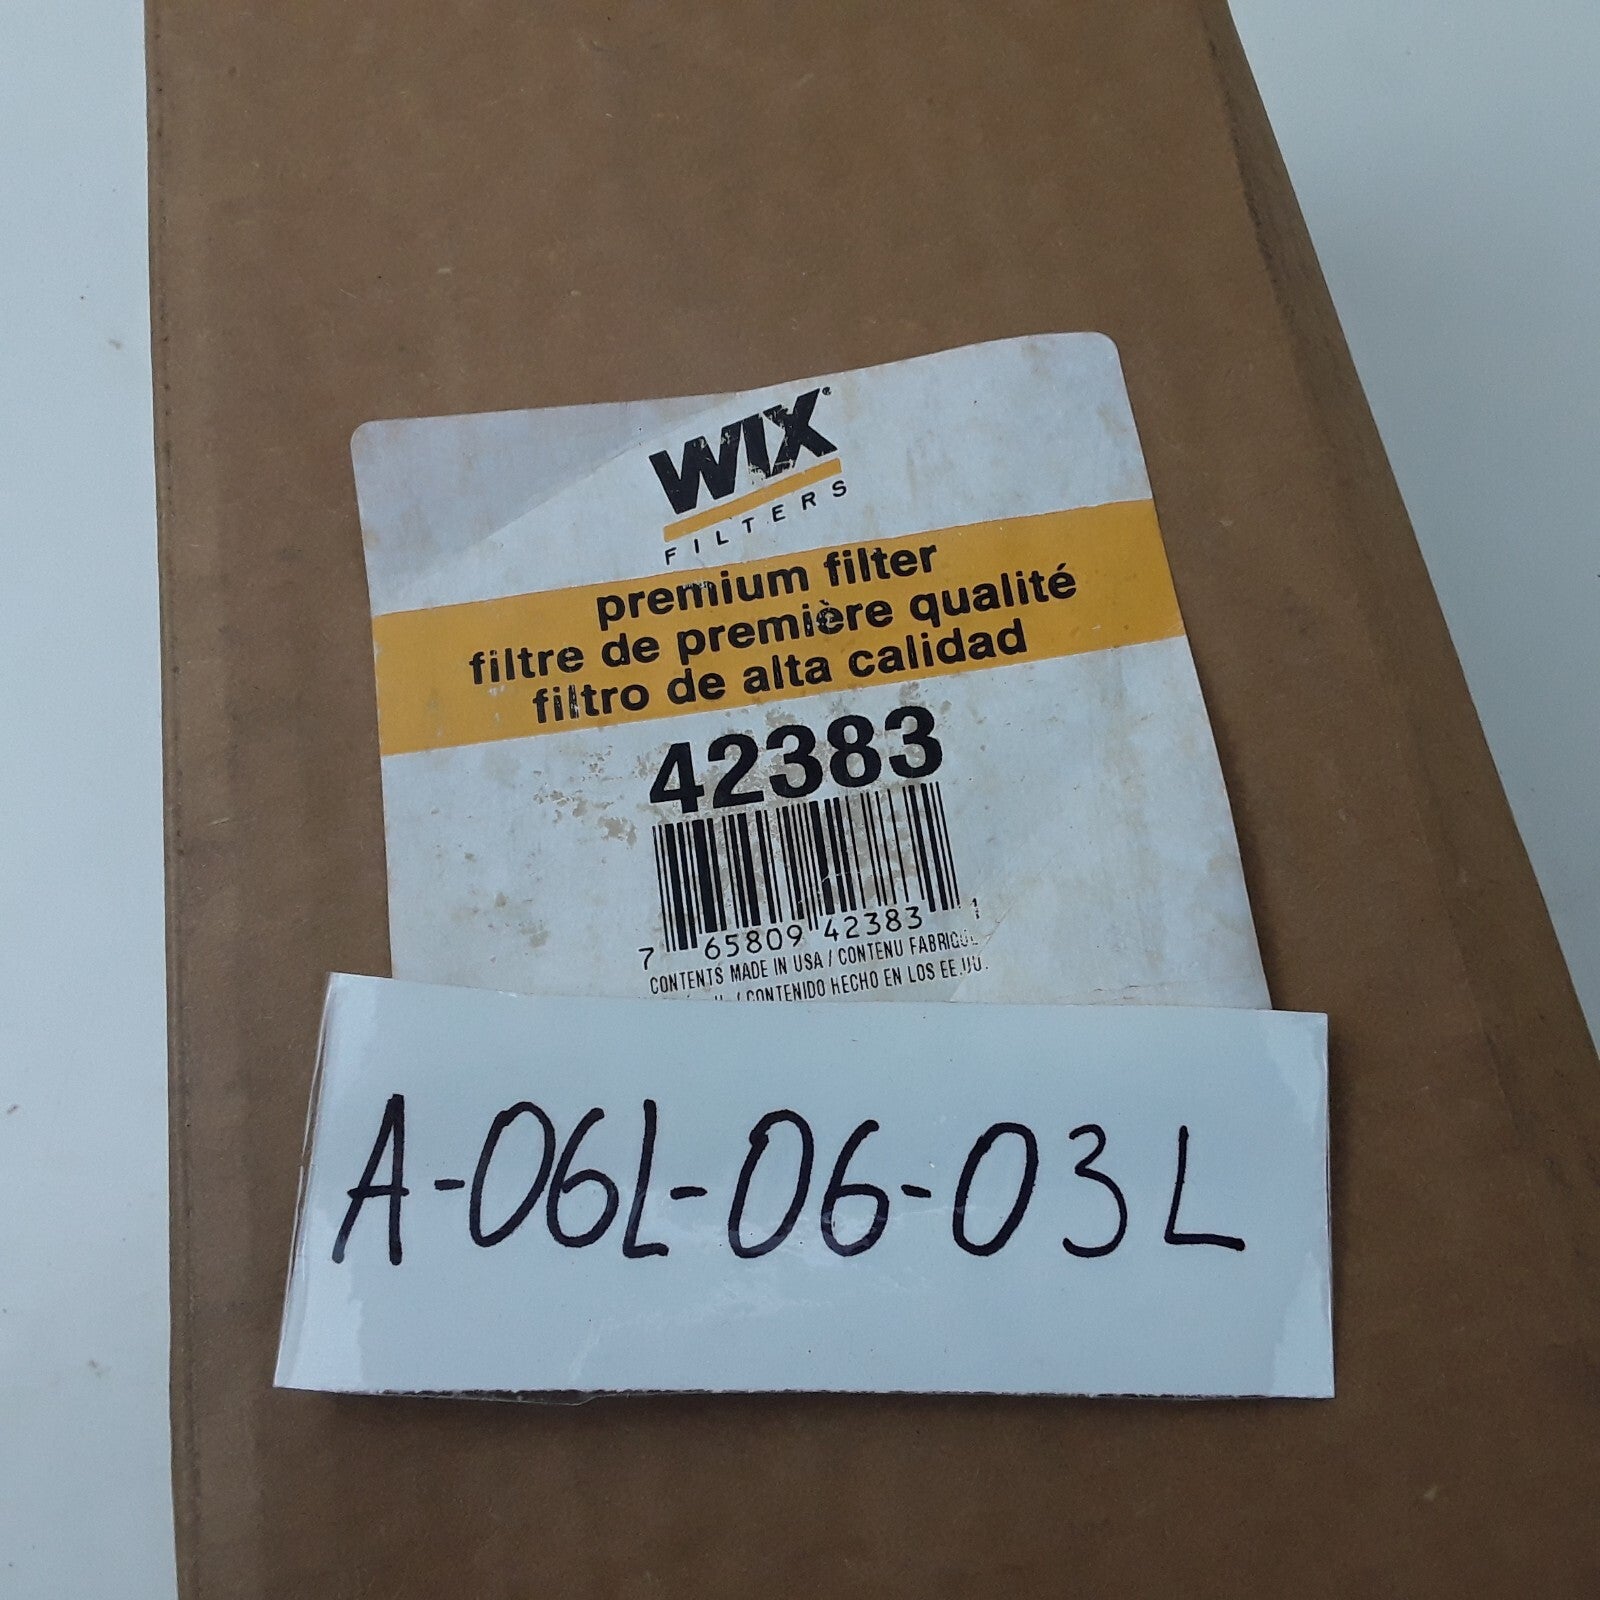 WIX®
FILTERS
premium filter
filtre de première qualité
filtro de alta calidad
42383
7 65809 42383 1
CONTENTS MADE IN USA / CONTENU FABRIQUÉ
/ CONTENIDO HECHO EN LOS EE.UU.
A-06L-06-03L